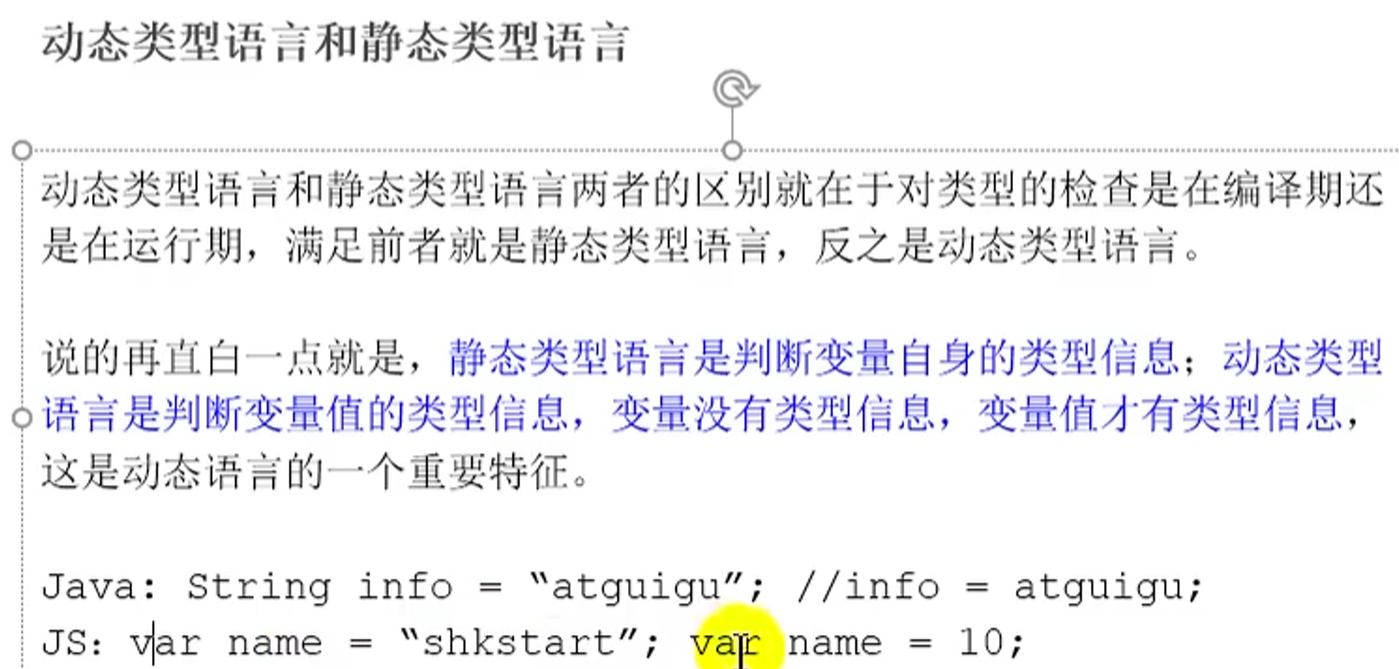 动态类型语言和静态类型语言
动态类型语言和静态类型语言两者的区别就在于对类型的检查是在编译期还
是在运行期，满足前者就是静态类型语言，反之是动态类型语言。
说的再直白一点就是，静态类型语言是判断变量自身的类型信息；动态类型
语言是判断变量值的类型信息，变量没有类型信息，变量值才有类型信息，
这是动态语言的一个重要特征。
Java: String info = “atguigu”; //info = atguigu;
JS：var name = “shkstart”; var name = 10;